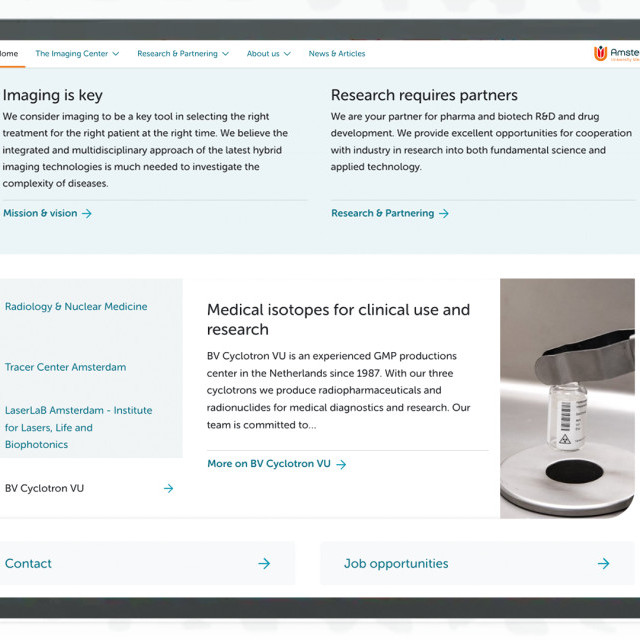 The Imaging Center
Research & Partnering
About us
News & Articles
Imaging is key
We consider imaging to be a key tool in selecting the right
treatment for the right patient at the right time. We believe the
integrated and multidisciplinary approach of the latest hybrid
imaging technologies is much needed to investigate the
complexity of diseases.
Mission & vision
Research requires partners
We are your partner for pharma and biotech R&D and drug
development. We provide excellent opportunities for cooperation
with industry in research into both fundamental science and
applied technology.
Research & Partnering
Radiology & Nuclear Medicine
Tracer Center Amsterdam
LaserLaB Amsterdam - Institute
for Lasers, Life and
Biophotonics
BV Cyclotron VU
Medical isotopes for clinical use and
research
BV Cyclotron VU is an experienced GMP productions
center in the Netherlands since 1987. With our three
cyclotrons we produce radiopharmaceuticals and
radionuclides for medical diagnostics and research. Our
team is committed to...
More on BV Cyclotron VU
Contact
Job opportunities